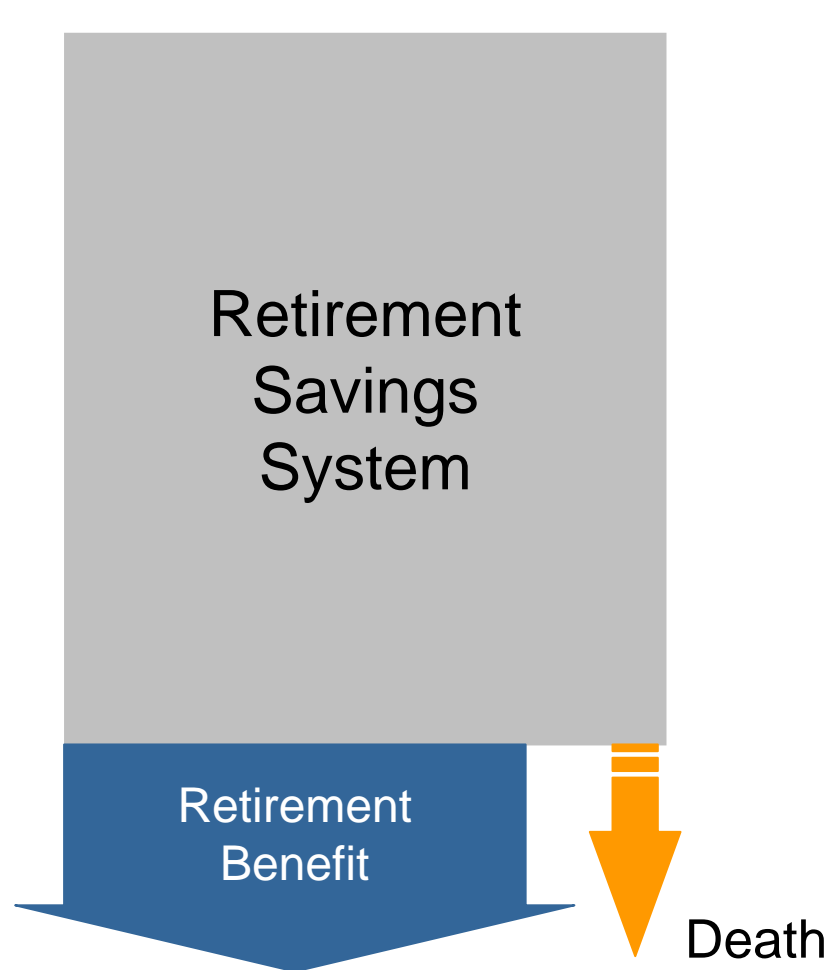 Retirement
Savings
System
Retirement
Benefit
Death